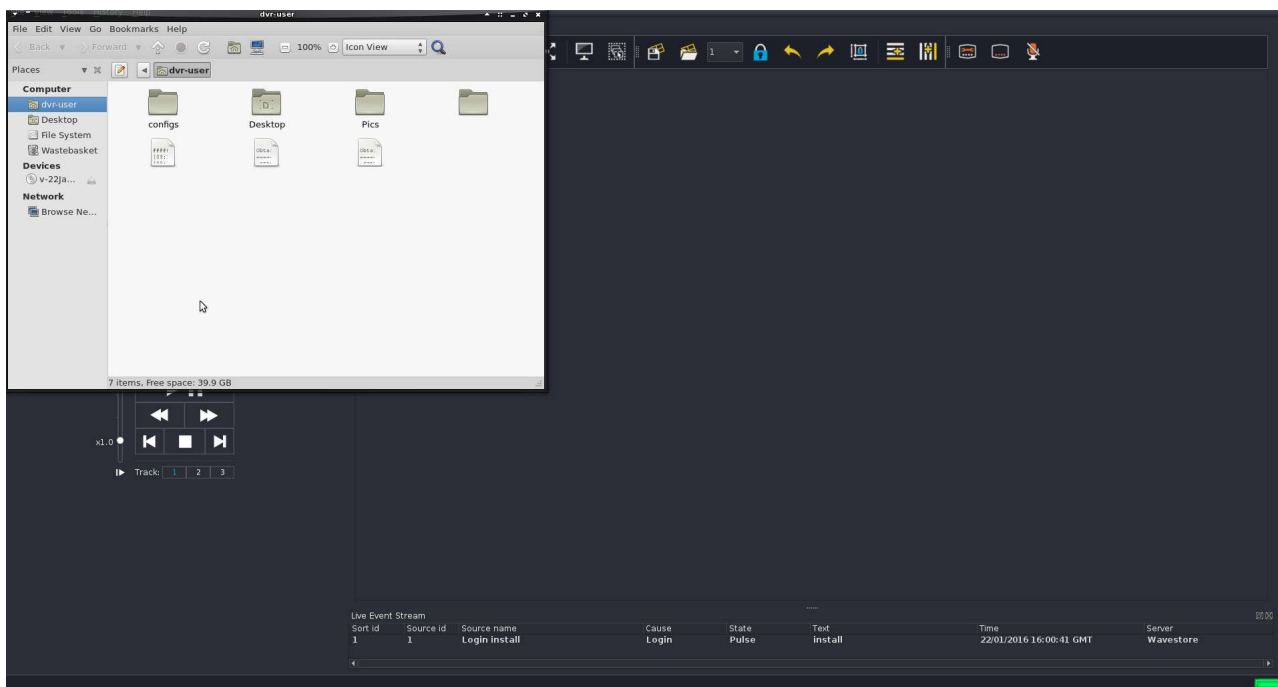 dvr-user
File Edit View Go Bookmarks Help
Back Forward 100% Icon View
Places dvr-user
Computer
dvr-user
Desktop
File System
Wastebasket
Devices
v-22Ja...
Network
Browse Ne...
configs Desktop Pics
7 items, Free space: 39.9 GB
1
x1.0
Track: 1 2 3
Live Event Stream
Sort id Source id Source name Cause State Text Time Server
1 1 Login install Login Pulse install 22/01/2016 16:00:41 GMT Wavestore